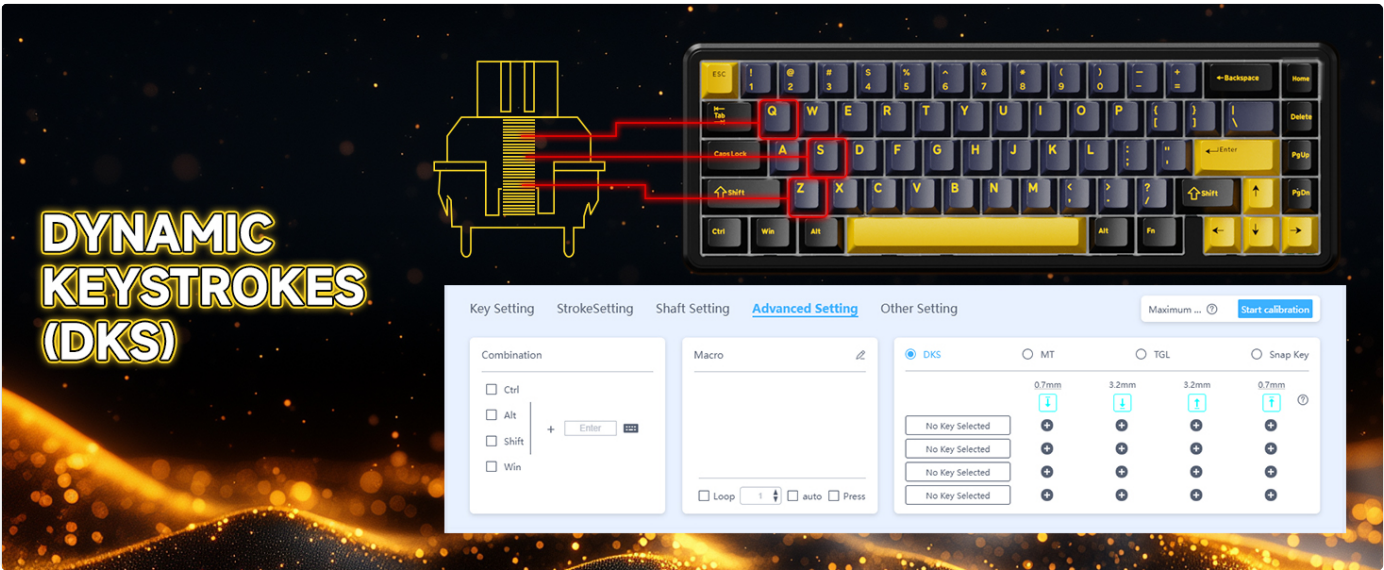 DYNAMIC
KEYSTROKES
(DKS)
ESC ! 1 @ 2 # 3 $ 4 % 5 ^ 6 & 7 * 8 ( 9 ) 0 — - + = ←Backspace Home
Tab Q W E R T Y U I O P { [ } ] | \ Delete
Caps Lock A S D F G H J K L : ; " ' Enter PgUp
Shift Z X C V B N M < , > . ? / Shift ↑ PgDn
Ctrl Win Alt Alt Fn ← ↓ →
Key Setting StrokeSetting Shaft Setting Advanced Setting Other Setting Maximum ... Start calibration
Combination
Ctrl
Alt
Shift
Win
+ Enter
Macro
Loop 1 auto Press
DKS MT TGL Snap Key
0.7mm 3.2mm 3.2mm 0.7mm
No Key Selected
No Key Selected
No Key Selected
No Key Selected